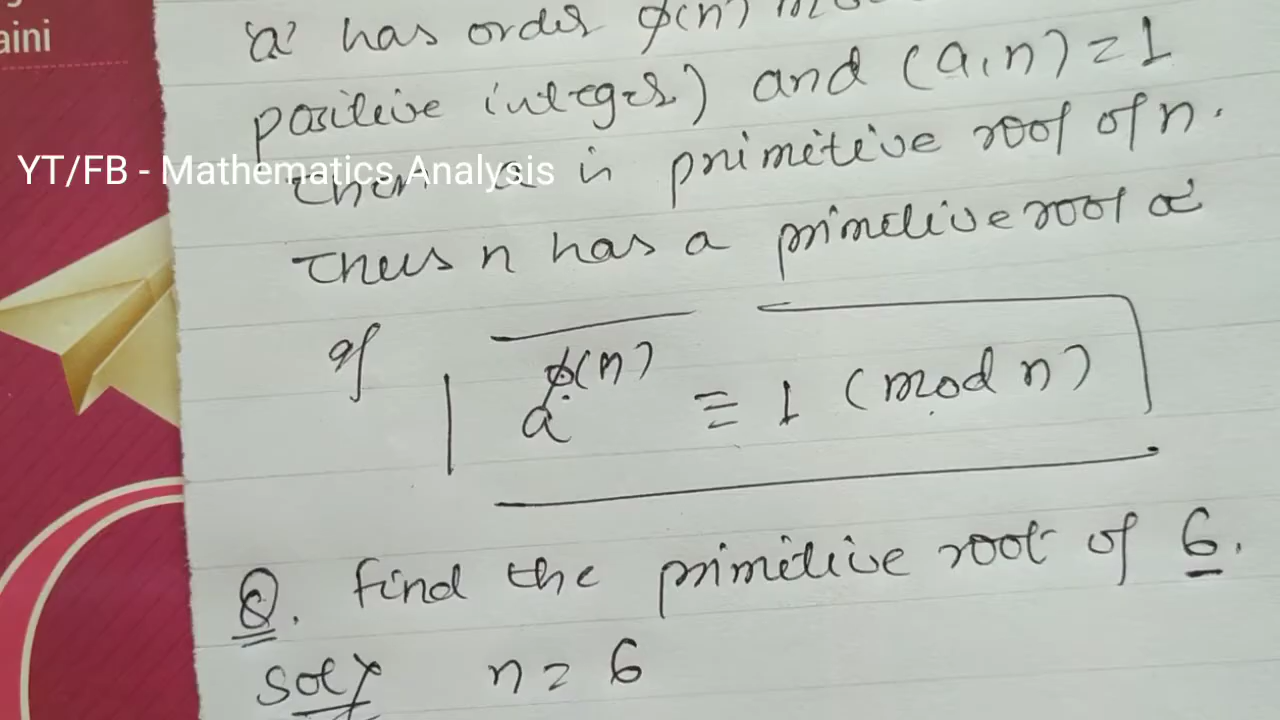 aini
'a' has order φ(n)
positive integer) and (a,n)=1
YT/FB - Mathematics Analysis
then a is primitive root of n.
thus n has a primitive root a
if
a^φ(n) ≡ 1 (mod n)
Q. Find the primitive root of 6.
Sol n = 6